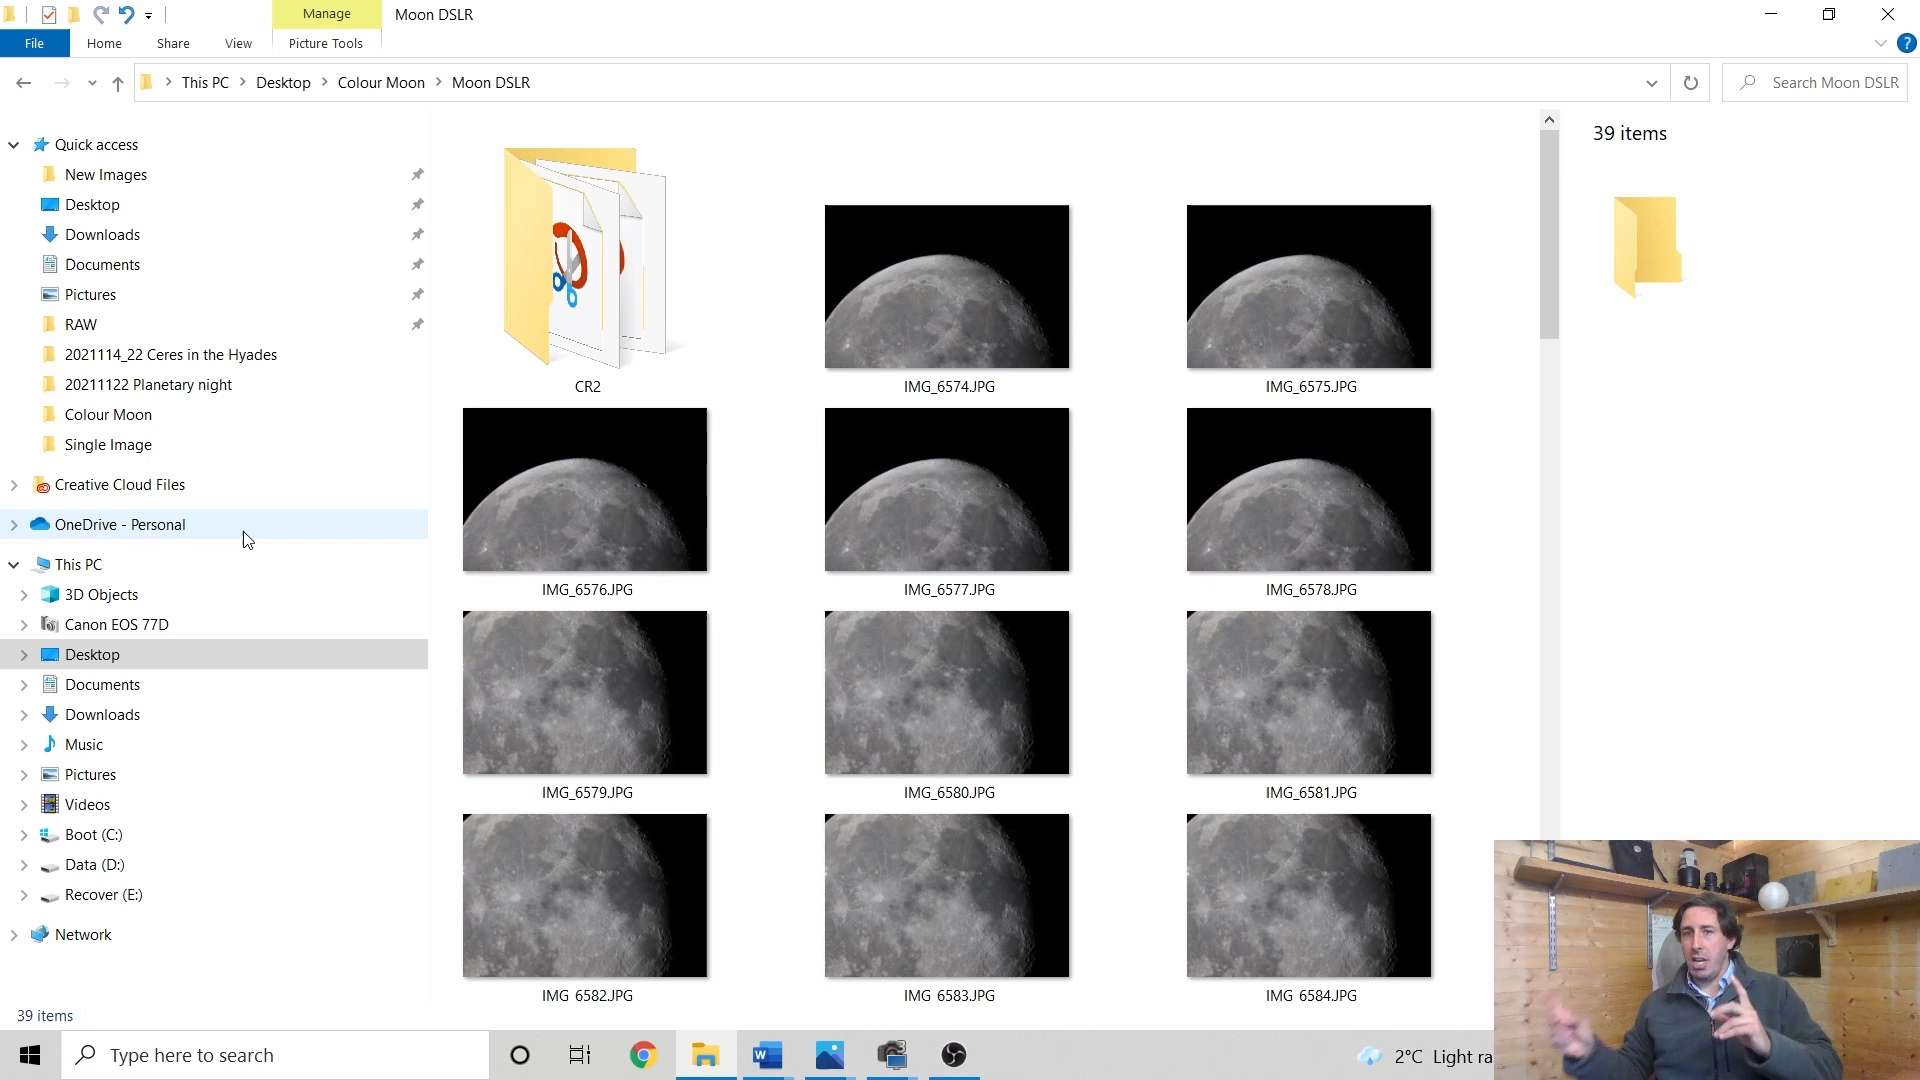 Manage
Moon DSLR
File
Home
Share
View
Picture Tools
?
This PC
Desktop
Colour Moon
Moon DSLR
Search Moon DSLR
Quick access
New Images
Desktop
Downloads
Documents
Pictures
RAW
2021114_22 Ceres in the Hyades
20211122 Planetary night
Colour Moon
Single Image
Creative Cloud Files
OneDrive - Personal
This PC
3D Objects
Canon EOS 77D
Desktop
Documents
Downloads
Music
Pictures
Videos
Boot (C:)
Data (D:)
Recover (E:)
Network
CR2
IMG_6574.JPG
IMG_6575.JPG
IMG_6576.JPG
IMG_6577.JPG
IMG_6578.JPG
IMG_6579.JPG
IMG_6580.JPG
IMG_6581.JPG
IMG_6582.JPG
IMG_6583.JPG
IMG_6584.JPG
39 items
39 items
Type here to search
W
3
2°C Light ra